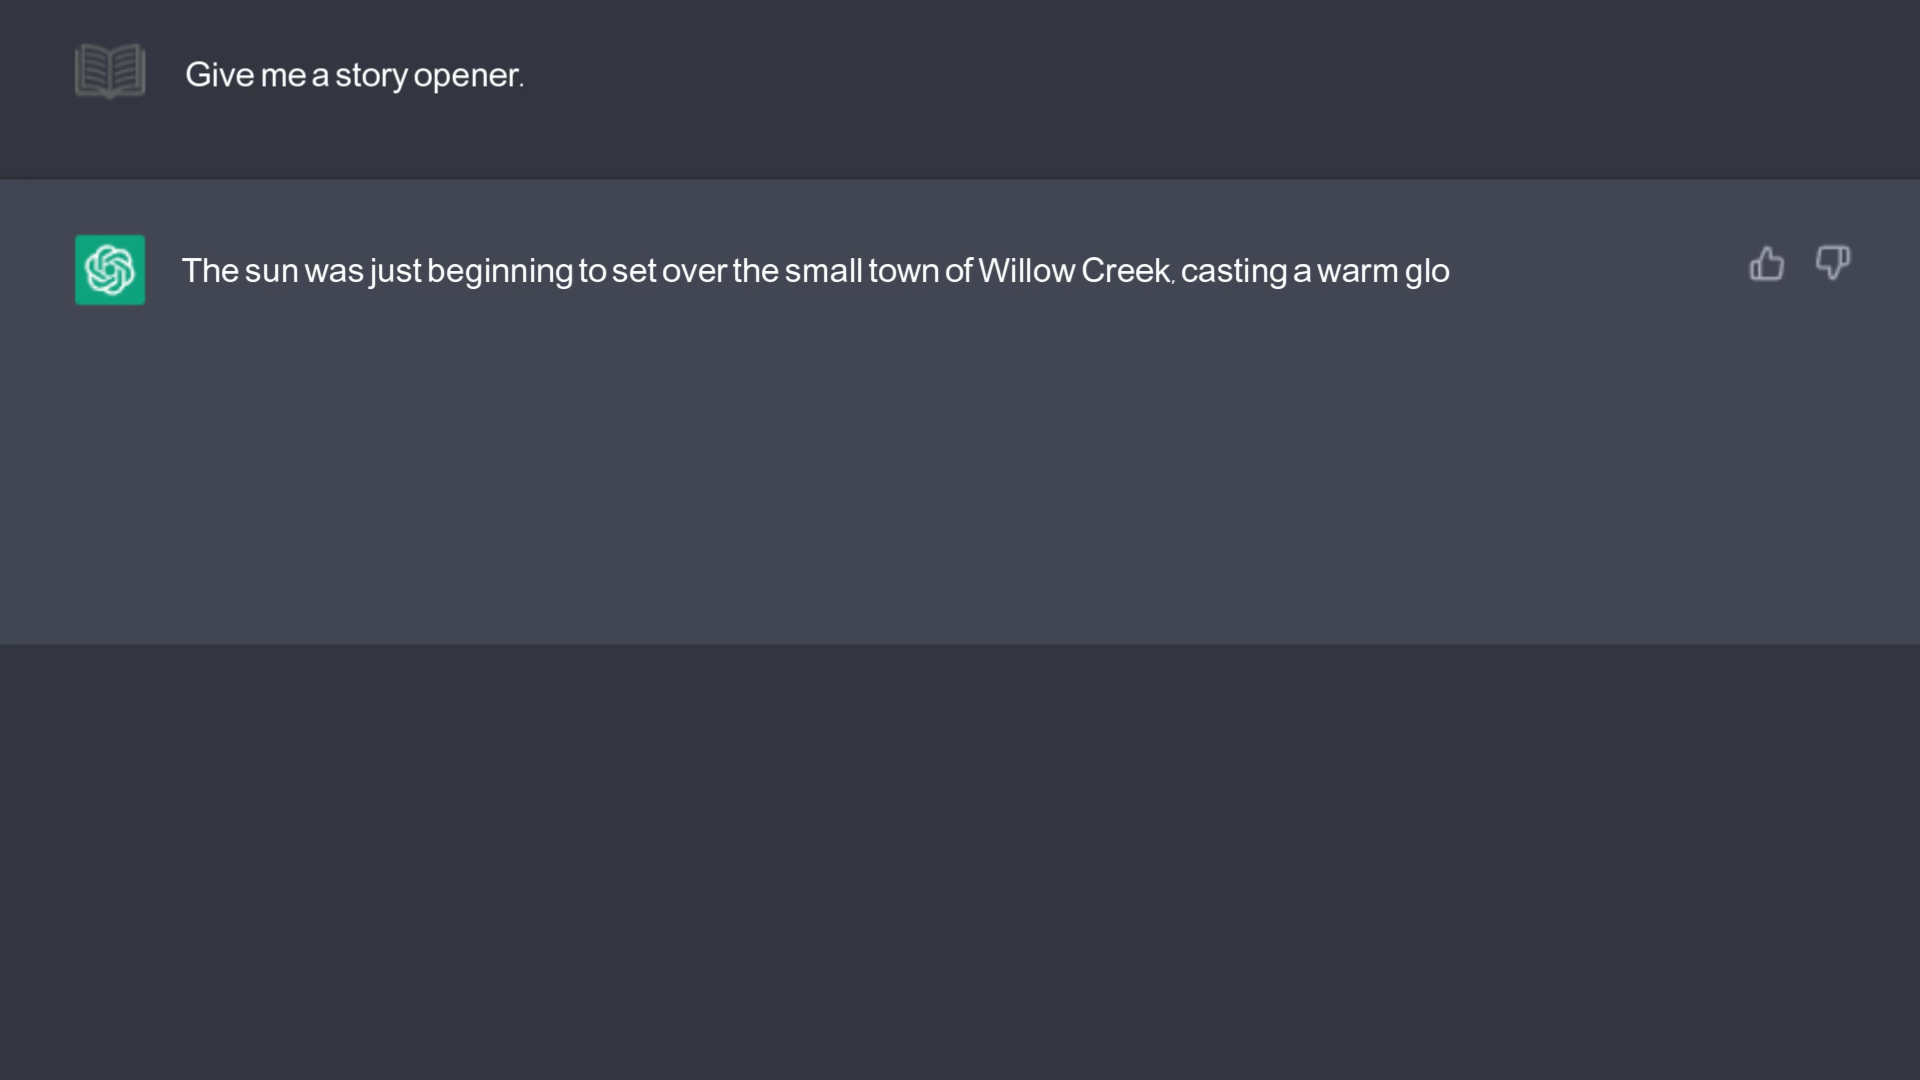 Give me a story opener.
The sun was just beginning to set over the small town of Willow Creek, casting a warm glo